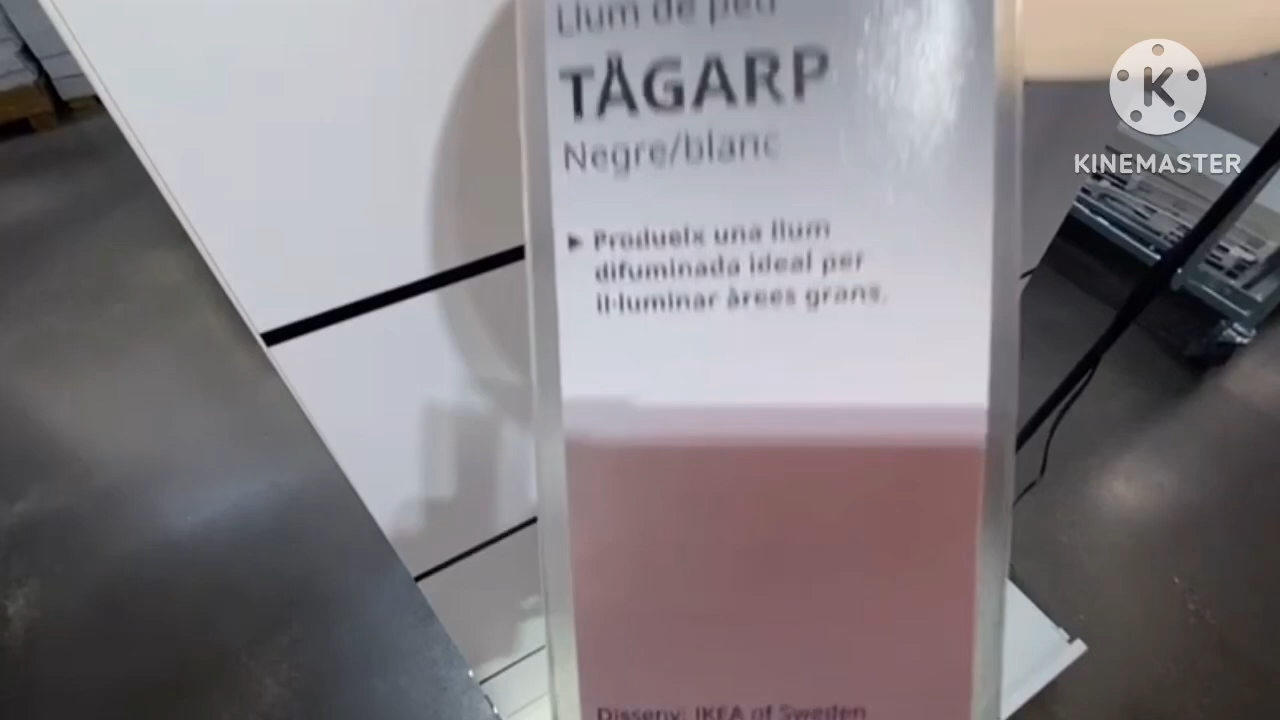 Llum de peu
TÅGARP
Negre/blanc
► Produeix una llum
difuminada ideal per
il·luminar àrees grans.
Disseny: IKEA of Sweden
K
KINEMASTER